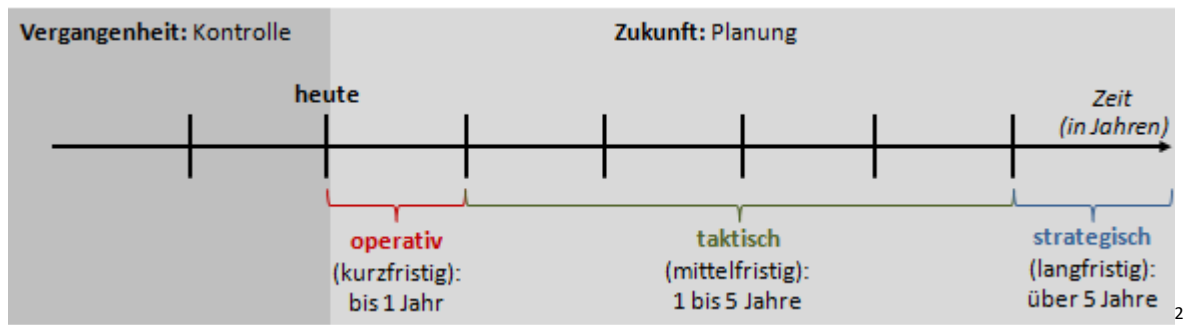 Vergangenheit: Kontrolle
Zukunft: Planung
heute
Zeit
(in Jahren)
operativ
(kurzfristig):
bis 1 Jahr
taktisch
(mittelfristig):
1 bis 5 Jahre
strategisch
(langfristig):
über 5 Jahre
2